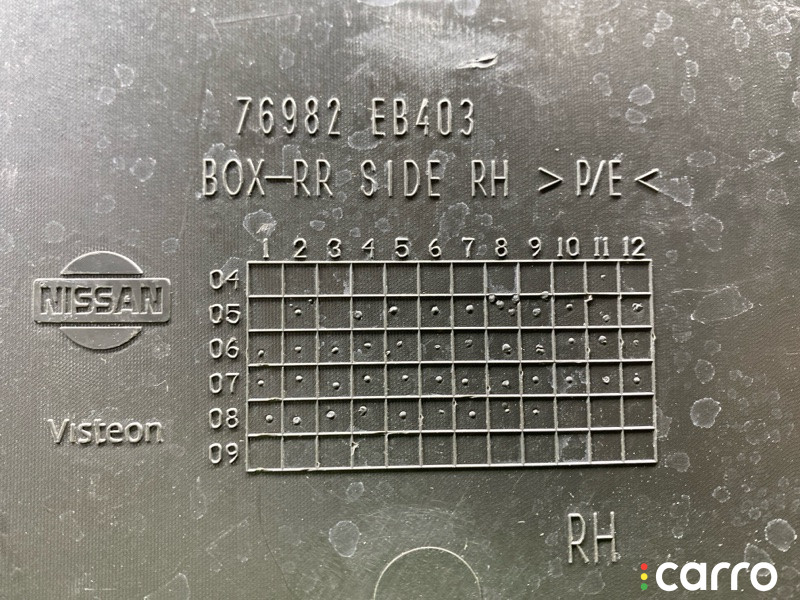 76982 EB403
BOX-RR SIDE RH >P/E<
1 2 3 4 5 6 7 8 9 10 11 12
04
05
06
07
08
09
NISSAN
Visteon
RH
carro